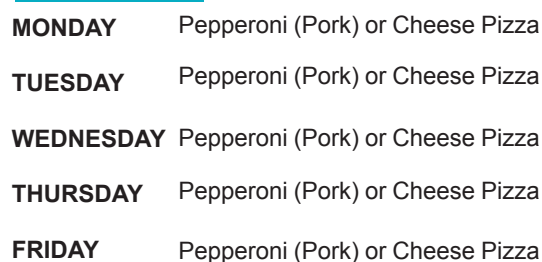 MONDAY Pepperoni (Pork) or Cheese Pizza
TUESDAY Pepperoni (Pork) or Cheese Pizza
WEDNESDAY Pepperoni (Pork) or Cheese Pizza
THURSDAY Pepperoni (Pork) or Cheese Pizza
FRIDAY Pepperoni (Pork) or Cheese Pizza